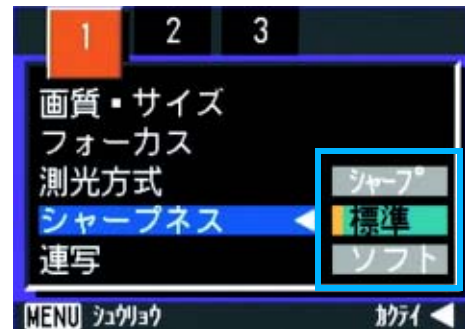 1 2 3
画質・サイズ
フォーカス
測光方式 シャープ
シャープネス ◀ 標準
連写 ソフト
MENU シュウリョウ カクテイ ◀